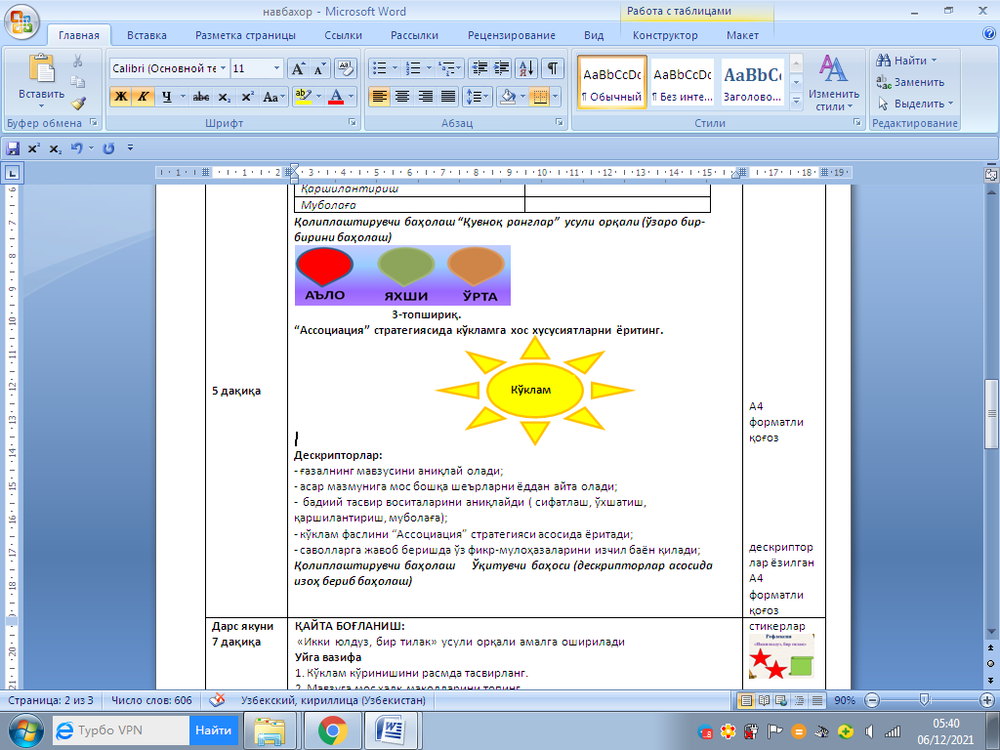 навбахор - Microsoft Word
Работа с таблицами
Главная
Вставка
Разметка страницы
Ссылки
Рассылки
Рецензирование
Вид
Конструктор
Макет
Вставить
Буфер обмена
Calibri (Основной те
11
Ж К Ч abc x₂ x² Aa
Шрифт
Абзац
AaBbCcDc AaBbCcDc AaBbCc
¶ Обычный ¶ Без инте... Заголово...
Стили
Изменить
стили
Найти
Заменить
Выделить
Редактирование
Қаршилантириш
Муболаға
Қолиплаштирувчи баҳолаш “Қувноқ ранглар” усули орқали (ўзаро бир-
бирини баҳолаш)
АЪЛО ЯХШИ ЎРТА
3-топшириқ.
“Ассоциация” стратегиясида кўкламга хос хусусиятларни ёритинг.
Кўклам
5 дақиқа
А4
форматли
қоғоз
Дескрипторлар:
- ғазалнинг мавзусини аниқлай олади;
- асар мазмунига мос бошқа шеърларни ёддан айта олади;
- бадиий тасвир воситаларини аниқлайди ( сифатлаш, ўхшатиш,
қаршилантириш, муболаға);
- кўклам фаслини “Ассоциация” стратегияси асосида ёритади;
- саволларга жавоб беришда ўз фикр-мулоҳазаларини изчил баён қилади;
Қолиплаштирувчи баҳолаш Ўқитувчи баҳоси (дескрипторлар асосида
изоҳ бериб баҳолаш)
дескриптор
лар ёзилган
А4
форматли
қоғоз
Дарс якуни
7 дақиқа
ҚАЙТА БОҒЛАНИШ:
«Икки юлдуз, бир тилак» усули орқали амалга оширилади
Уйга вазифа
1. Кўклам кўринишини расмда тасвирланг.
2. Мавзуга мос халқ мақолларини топинг.
стикерлар
Рефлексия
«Икки юлдуз, бир тилак»
Страница: 2 из 3
Число слов: 606
Узбекский, кириллица (Узбекистан)
90%
Турбо VPN
Найти
05:40
06/12/2021